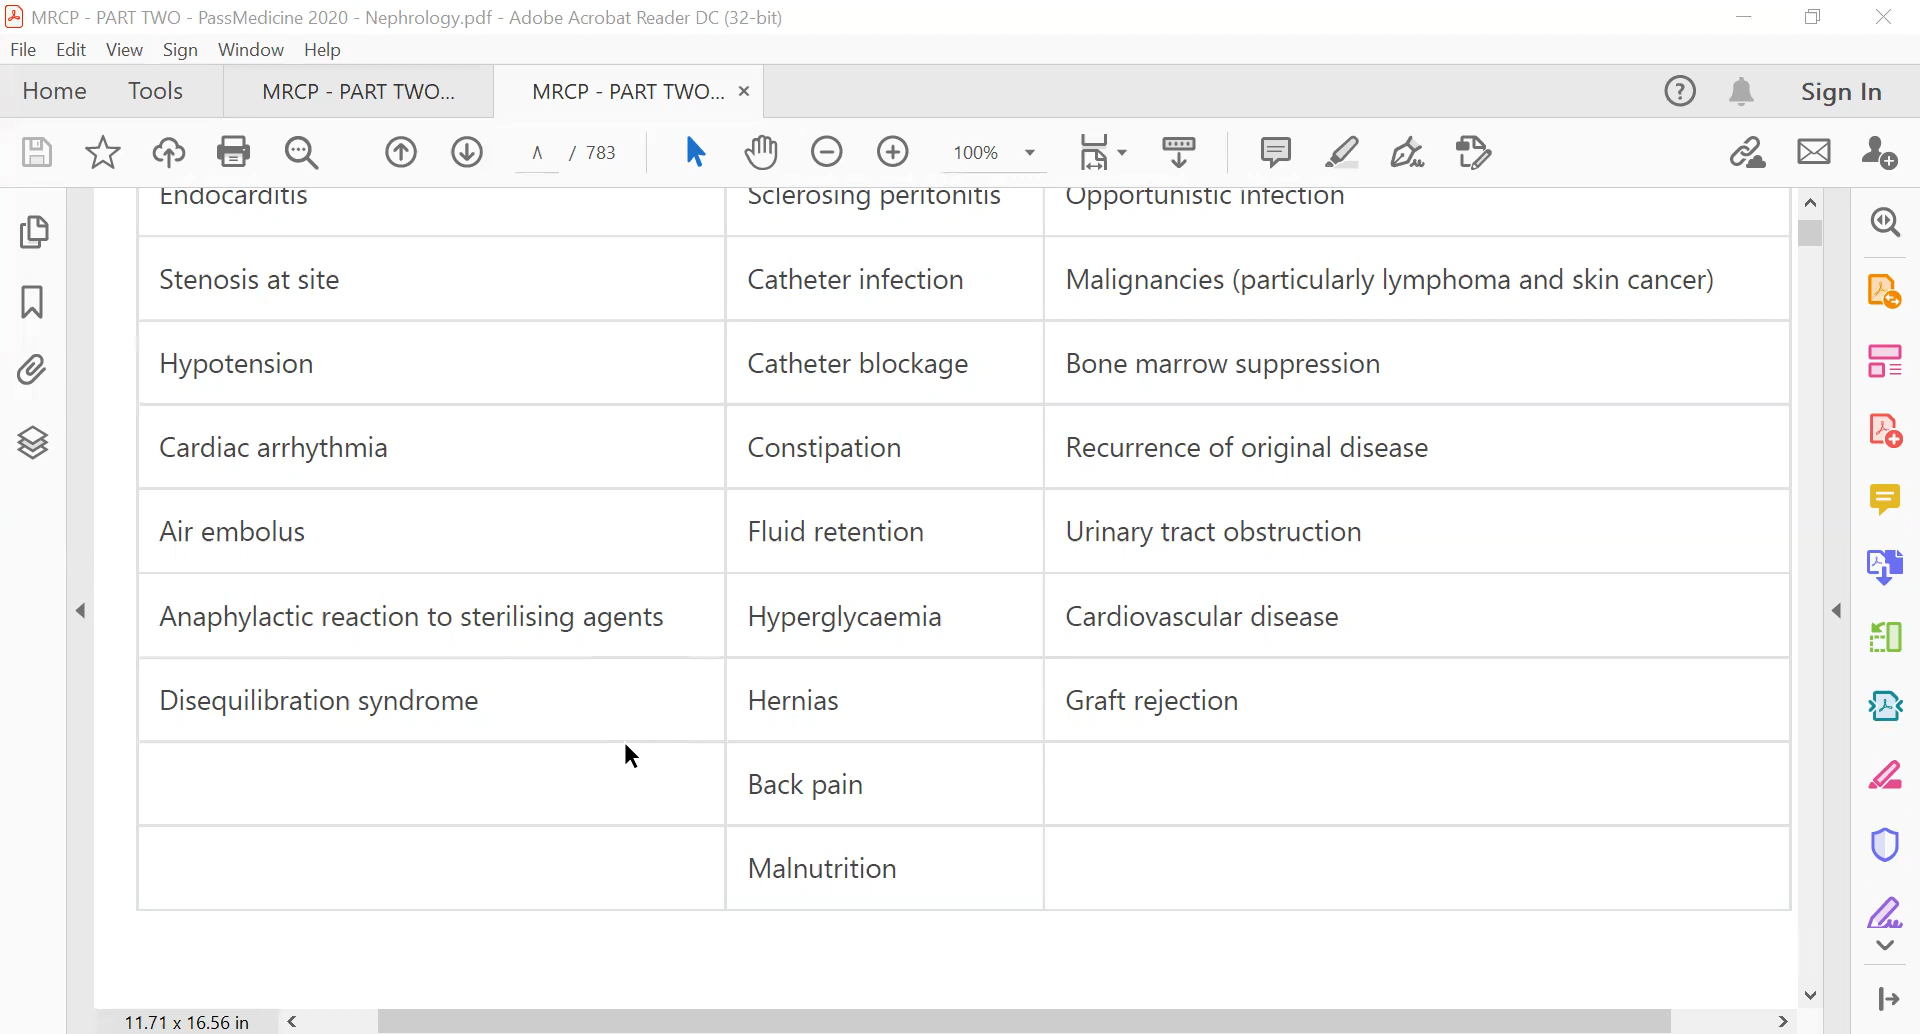 MRCP - PART TWO - PassMedicine 2020 - Nephrology.pdf - Adobe Acrobat Reader DC (32-bit)
File Edit View Sign Window Help
Home Tools MRCP - PART TWO... MRCP - PART TWO... × Sign In
٨ / 783 100%
Endocarditis Sclerosing peritonitis Opportunistic infection
Stenosis at site Catheter infection Malignancies (particularly lymphoma and skin cancer)
Hypotension Catheter blockage Bone marrow suppression
Cardiac arrhythmia Constipation Recurrence of original disease
Air embolus Fluid retention Urinary tract obstruction
Anaphylactic reaction to sterilising agents Hyperglycaemia Cardiovascular disease
Disequilibration syndrome Hernias Graft rejection
Back pain
Malnutrition
11.71 x 16.56 in